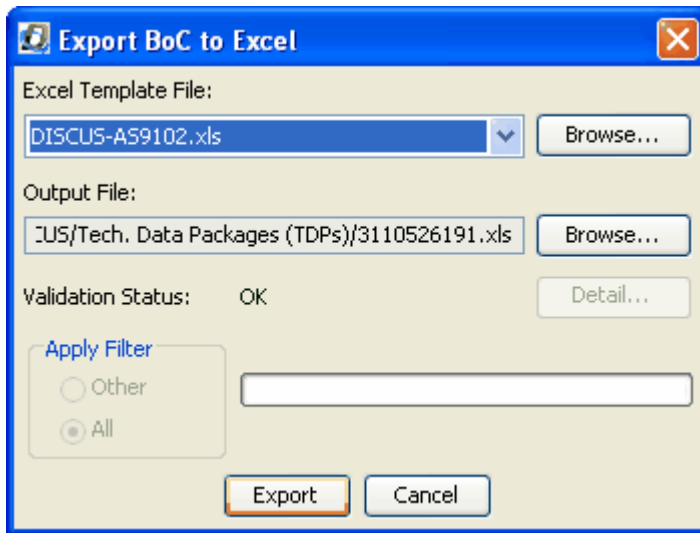 Export BoC to Excel
Excel Template File:
DISCUS-AS9102.xls
Browse...
Output File:
CUS/Tech. Data Packages (TDPs)/3110526191.xls
Browse...
Validation Status:
OK
Detail...
Apply Filter
Other
All
Export
Cancel